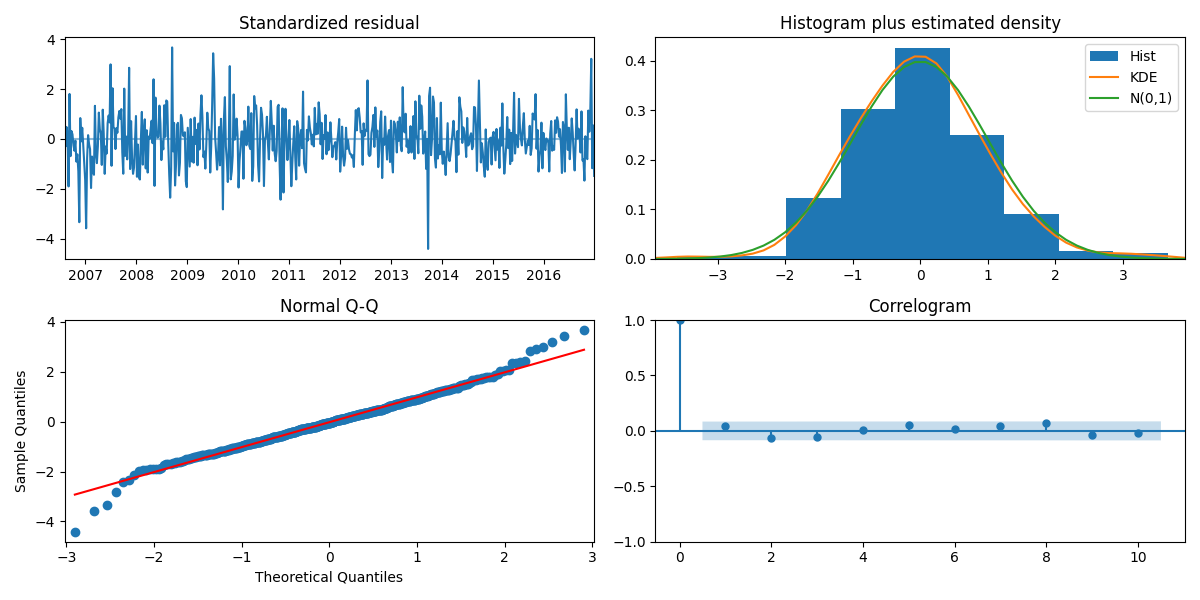 Standardized residual
4
2
0
−2
−4
2007 2008 2009 2010 2011 2012 2013 2014 2015 2016
Histogram plus estimated density
0.4
0.3
0.2
0.1
0.0
−3 −2 −1 0 1 2 3
Hist
KDE
N(0,1)
Normal Q-Q
Sample Quantiles
4
2
0
−2
−4
−3 −2 −1 0 1 2 3
Theoretical Quantiles
Correlogram
1.0
0.5
0.0
−0.5
−1.0
0 2 4 6 8 10